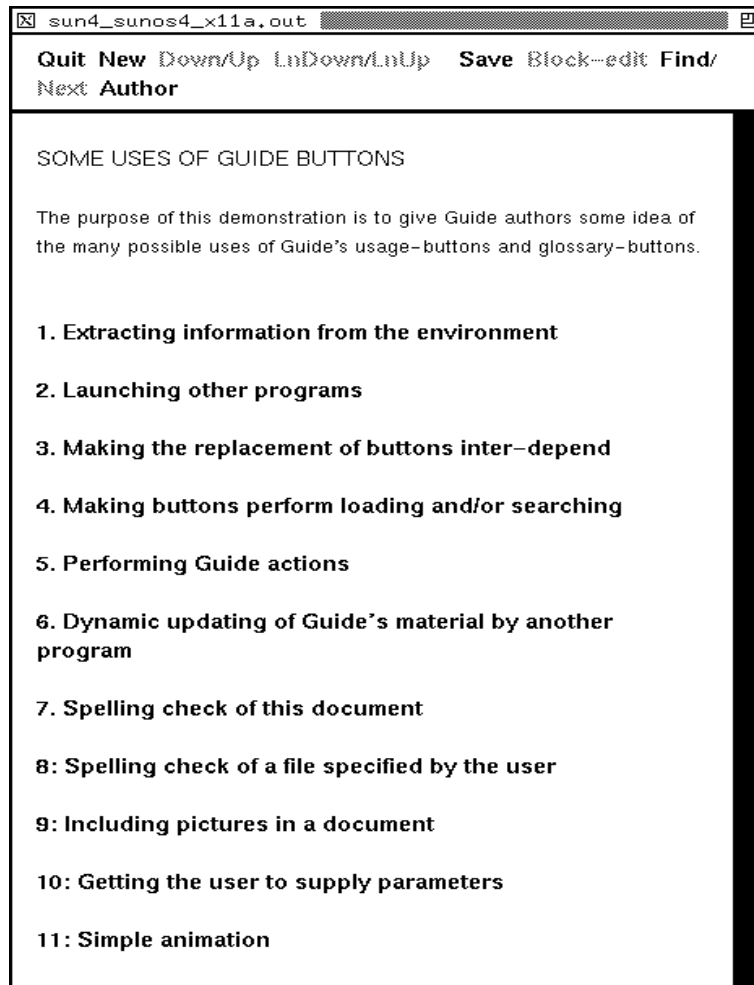 sun4_sunos4_x11a.out
Quit New Down/Up LnDown/LnUp Save Block-edit Find/
Next Author
SOME USES OF GUIDE BUTTONS
The purpose of this demonstration is to give Guide authors some idea of
the many possible uses of Guide's usage-buttons and glossary-buttons.
1. Extracting information from the environment
2. Launching other programs
3. Making the replacement of buttons inter-depend
4. Making buttons perform loading and/or searching
5. Performing Guide actions
6. Dynamic updating of Guide's material by another
program
7. Spelling check of this document
8: Spelling check of a file specified by the user
9: Including pictures in a document
10: Getting the user to supply parameters
11: Simple animation